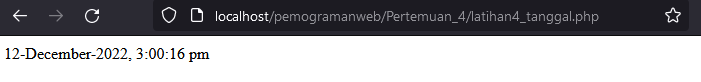 localhost/pemogramanweb/Pertemuan_4/latihan4_tanggal.php
12-December-2022, 3:00:16 pm